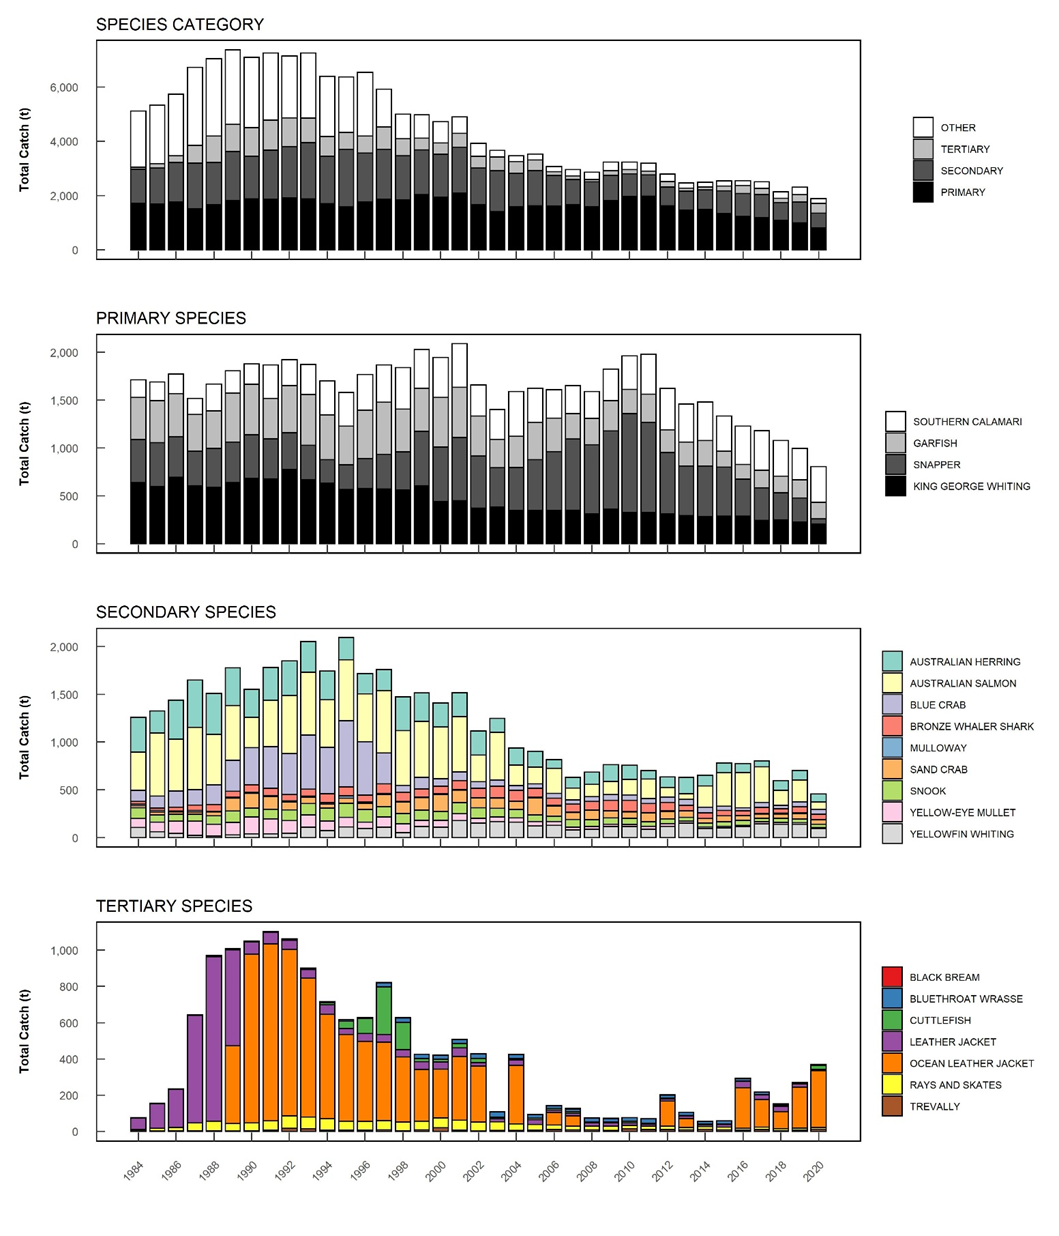 SPECIES CATEGORY
Total Catch (t)
6,000
4,000
2,000
0
OTHER
TERTIARY
SECONDARY
PRIMARY
PRIMARY SPECIES
Total Catch (t)
2,000
1,500
1,000
500
0
SOUTHERN CALAMARI
GARFISH
SNAPPER
KING GEORGE WHITING
SECONDARY SPECIES
Total Catch (t)
2,000
1,500
1,000
500
0
AUSTRALIAN HERRING
AUSTRALIAN SALMON
BLUE CRAB
BRONZE WHALER SHARK
MULLOWAY
SAND CRAB
SNOOK
YELLOW-EYE MULLET
YELLOWFIN WHITING
TERTIARY SPECIES
Total Catch (t)
1,000
800
600
400
200
0
BLACK BREAM
BLUETHROAT WRASSE
CUTTLEFISH
LEATHER JACKET
OCEAN LEATHER JACKET
RAYS AND SKATES
TREVALLY
1984
1986
1988
1990
1992
1994
1996
1998
2000
2002
2004
2006
2008
2010
2012
2014
2016
2018
2020